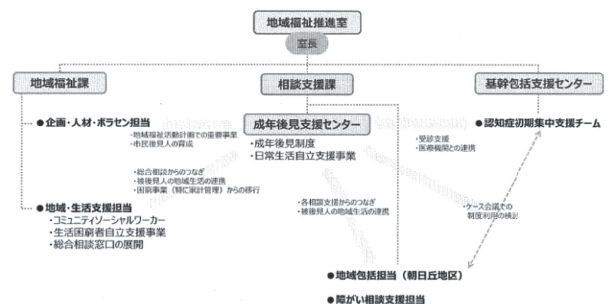 地域福祉推進室
室長
地域福祉課
相談支援課
基幹包括支援センター
●企画・人材・ボラセン担当
・地域福祉活動計画での重要事業
・市民後見人の育成
成年後見支援センター
・成年後見制度
・日常生活自立支援事業
●認知症初期集中支援チーム
・受診支援
・医療機関との連携
・総合相談からのつなぎ
・被後見人の地域生活の連携
・困窮事業（特に家計管理）からの移行
●地域・生活支援担当
・コミュニティソーシャルワーカー
・生活困窮者自立支援事業
・総合相談窓口の展開
・各相談支援からのつなぎ
・被後見人の地域生活の連携
・ケース会議での
制度利用の検討
●地域包括担当（朝日丘地区）
●障がい相談支援担当